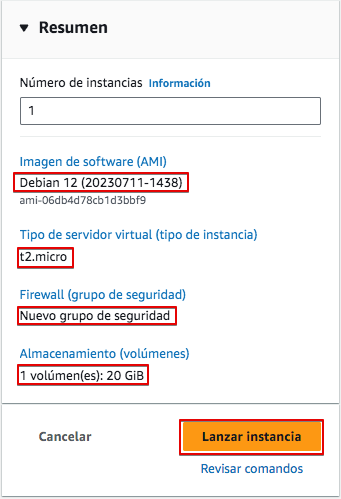 Resumen
Número de instancias Información
1
Imagen de software (AMI)
Debian 12 (20230711-1438)
ami-06db4d78cb1d3bbf9
Tipo de servidor virtual (tipo de instancia)
t2.micro
Firewall (grupo de seguridad)
Nuevo grupo de seguridad
Almacenamiento (volúmenes)
1 volúmen(es): 20 GiB
Cancelar Lanzar instancia
Revisar comandos